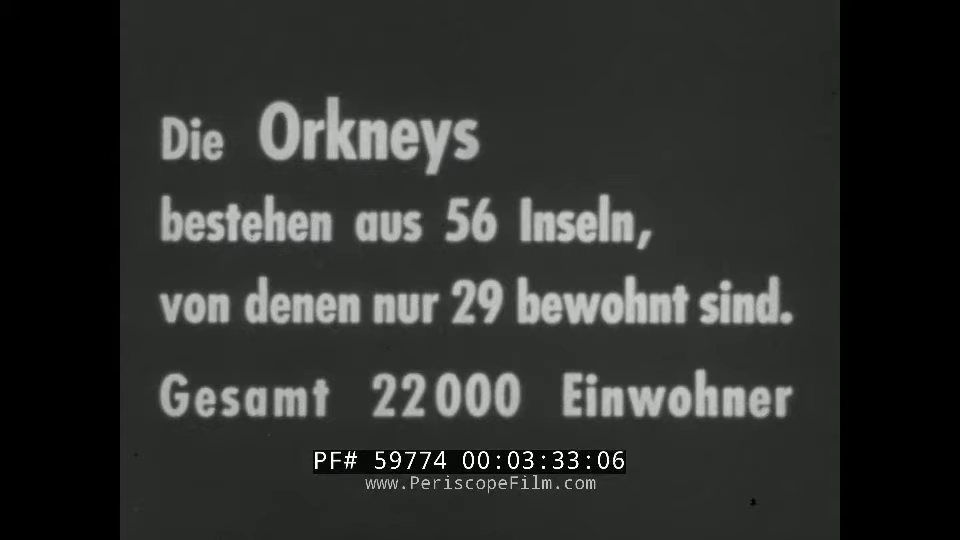 Die Orkneys
bestehen aus 56 Inseln,
von denen nur 29 bewohnt sind.
Gesamt 22000 Einwohner
PF# 59774 00:03:33:06
www.PeriscopeFilm.com